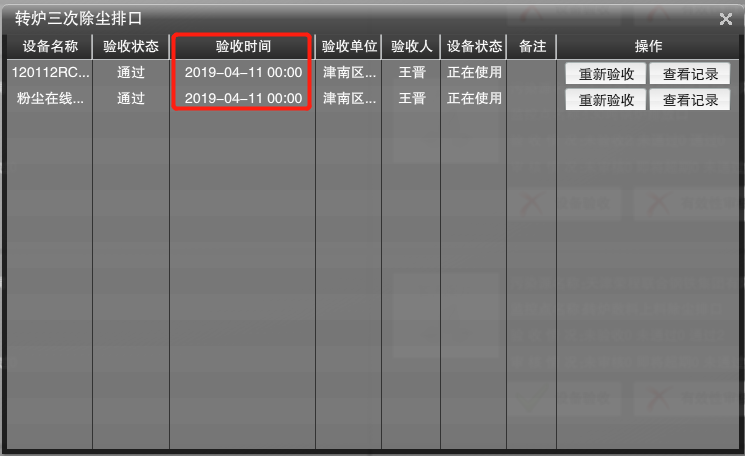 转炉三次除尘排口
设备名称 验收状态 验收时间 验收单位 验收人 设备状态 备注 操作
120112RC... 通过 2019-04-11 00:00 津南区... 王晋 正在使用 重新验收 查看记录
粉尘在线... 通过 2019-04-11 00:00 津南区... 王晋 正在使用 重新验收 查看记录